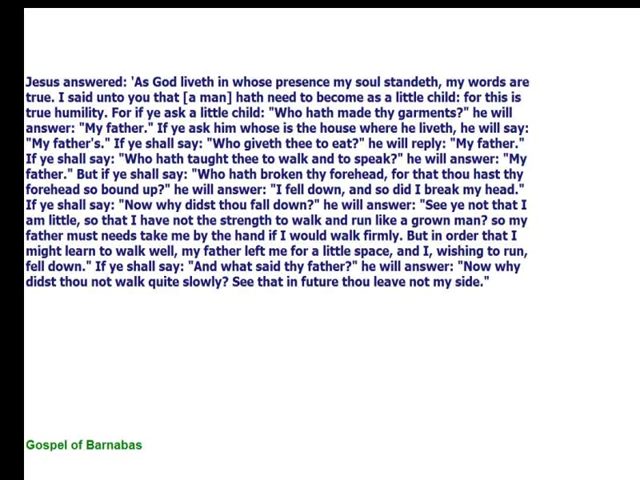 Jesus answered: 'As God liveth in whose presence my soul standeth, my words are
true. I said unto you that [a man] hath need to become as a little child: for this is
true humility. For if ye ask a little child: "Who hath made thy garments?" he will
answer: "My father." If ye ask him whose is the house where he liveth, he will say:
"My father's." If ye shall say: "Who giveth thee to eat?" he will reply: "My father."
If ye shall say: "Who hath taught thee to walk and to speak?" he will answer: "My
father." But if ye shall say: "Who hath broken thy forehead, for that thou hast thy
forehead so bound up?" he will answer: "I fell down, and so did I break my head."
If ye shall say: "Now why didst thou fall down?" he will answer: "See ye not that I
am little, so that I have not the strength to walk and run like a grown man? so my
father must needs take me by the hand if I would walk firmly. But in order that I
might learn to walk well, my father left me for a little space, and I, wishing to run,
fell down." If ye shall say: "And what said thy father?" he will answer: "Now why
didst thou not walk quite slowly? See that in future thou leave not my side."
Gospel of Barnabas